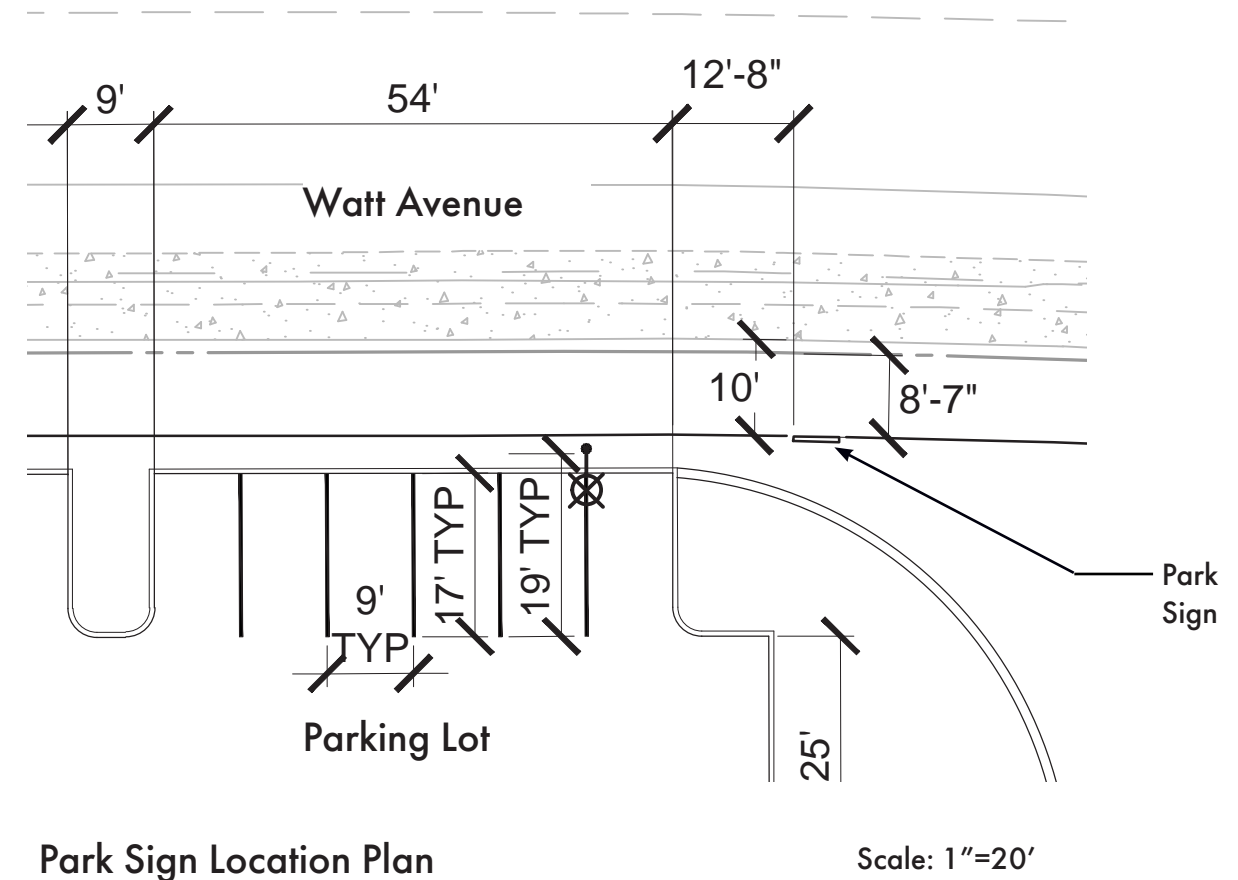 9'
54'
12'-8"
Watt Avenue
10'
8'-7"
17' TYP
19' TYP
9'
TYP
Park
Sign
Parking Lot
25'
Park Sign Location Plan
Scale: 1”=20’